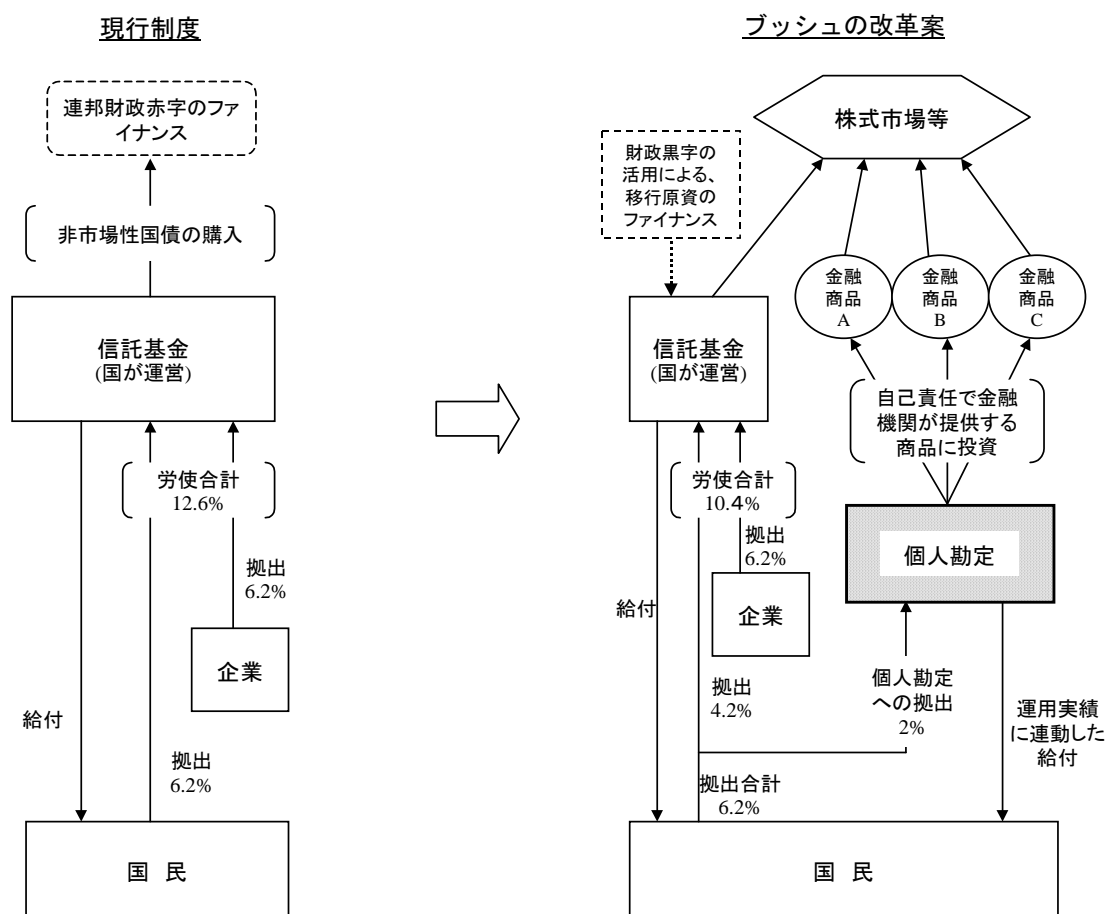 現行制度
連邦財政赤字のファ
イナンス
非市場性国債の購入
信託基金
(国が運営)
労使合計
12.6%
拠出
6.2%
企業
給付
拠出
6.2%
国 民
ブッシュの改革案
株式市場等
財政黒字の
活用による、
移行原資の
ファイナンス
金融
商品
A
金融
商品
B
金融
商品
C
信託基金
(国が運営)
自己責任で金融
機関が提供する
商品に投資
労使合計
10.4%
拠出
6.2%
企業
個人勘定
給付
拠出
4.2%
個人勘定
への拠出
2%
運用実績
に連動した
給付
拠出合計
6.2%
国 民